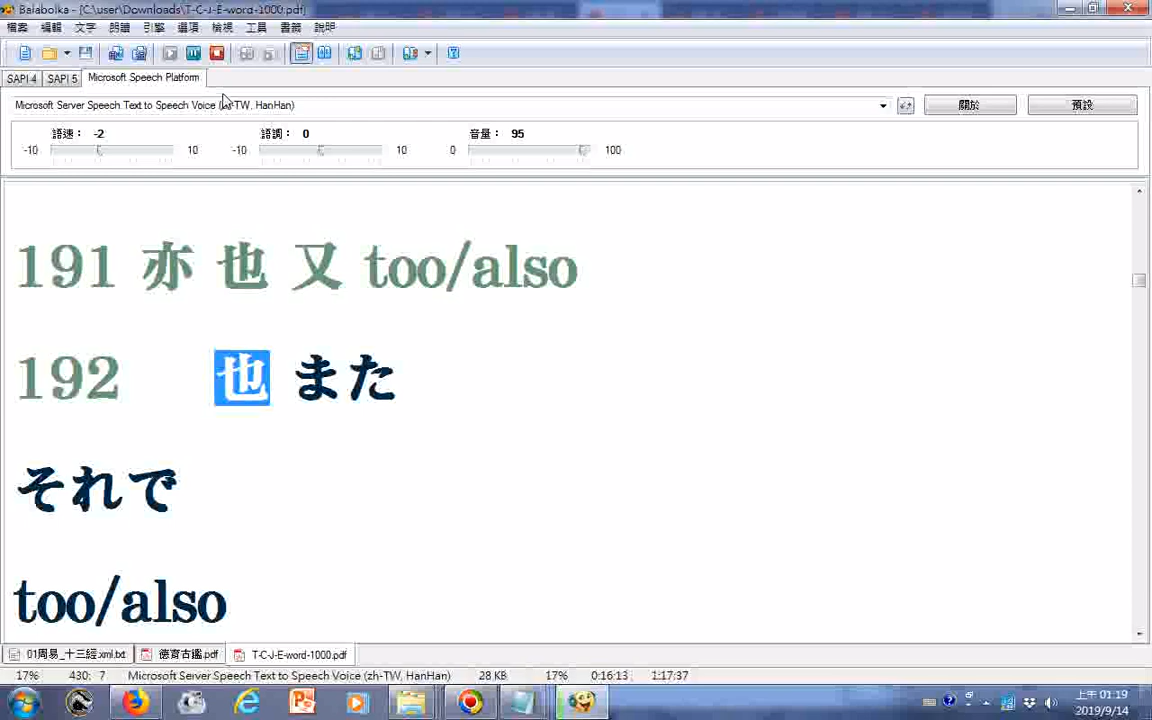 Balabolka - [C:\user\Downloads\T-C-J-E-word-1000.pdf]
檔案 編輯 文字 朗讀 引擎 選項 檢視 工具 書籤 說明
SAPI 4 SAPI 5 Microsoft Speech Platform
Microsoft Server Speech Text to Speech Voice (zh-TW, HanHan) 關於 預設
語速： -2 語調： 0 音量： 95
-10 10 -10 10 0 100
191 亦 也 又 too/also
192 也 また
それで
too/also
01周易_十三經.xml.txt 德育古鑑.pdf T-C-J-E-word-1000.pdf
17% 430; 7 Microsoft Server Speech Text to Speech Voice (zh-TW, HanHan) 28 KB 17% 0:16:13 1:17:37
上午 01:19
2019/9/14